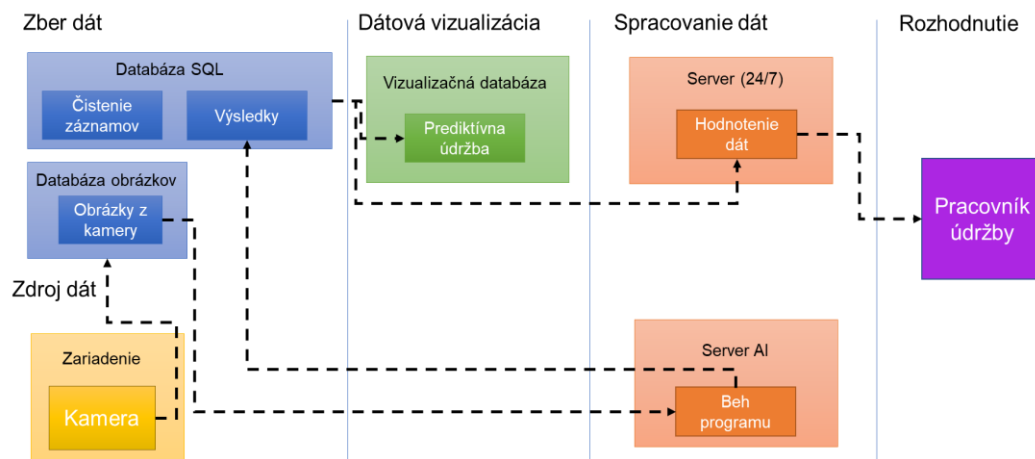 Zber dát
Dátová vizualizácia
Spracovanie dát
Rozhodnutie
Databáza SQL
Čistenie
záznamov
Výsledky
Vizualizačná databáza
Prediktívna
údržba
Server (24/7)
Hodnotenie
dát
Databáza obrázkov
Obrázky z
kamery
Pracovník
údržby
Zdroj dát
Zariadenie
Kamera
Server AI
Beh
programu